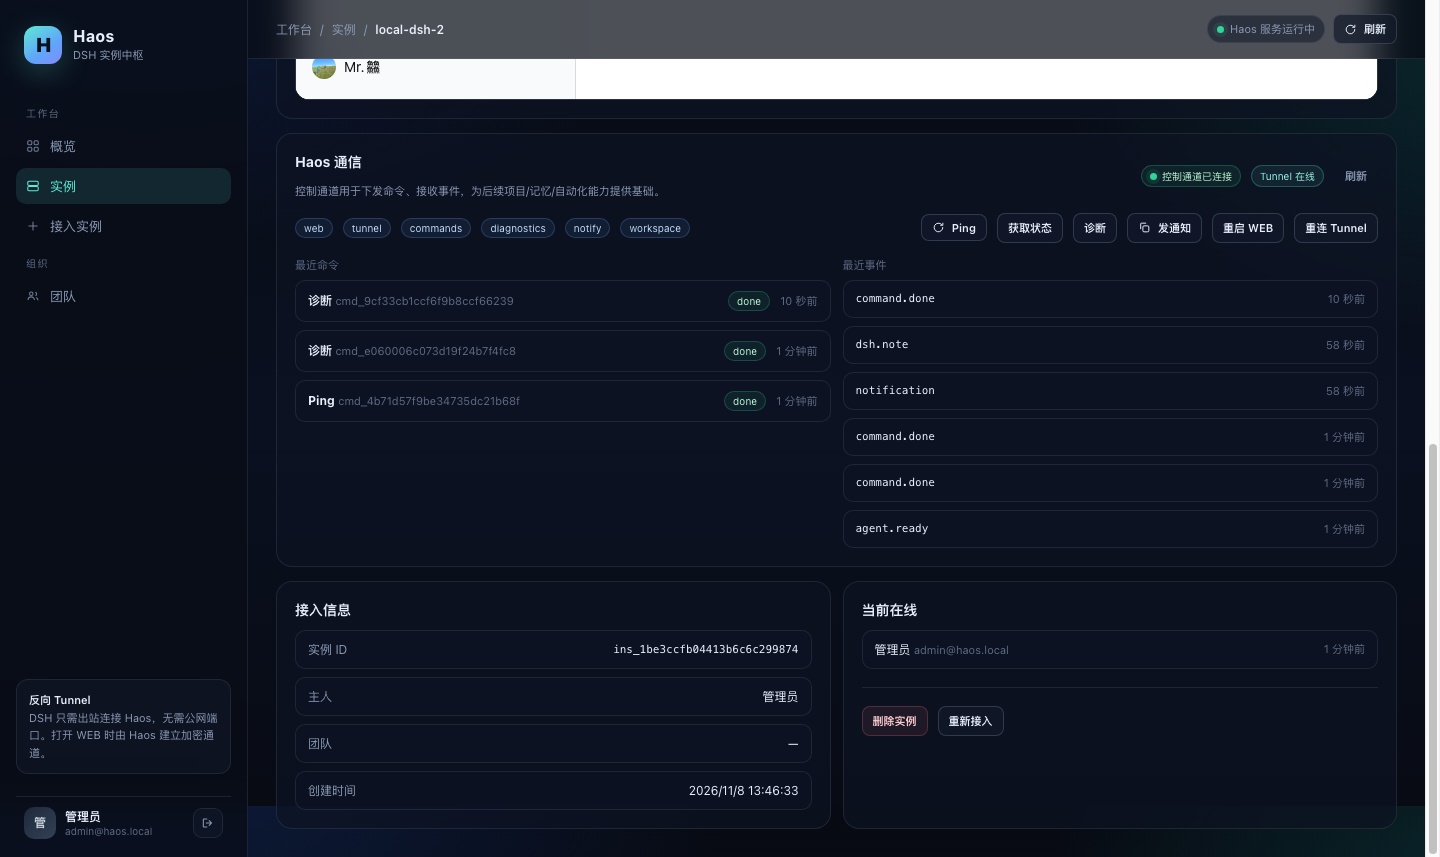 Haos
DSH 实例中枢
工作台
概览
实例
接入实例
组织
团队
反向 Tunnel
DSH 只需出站连接 Haos，无需公网端
口。打开 WEB 时由 Haos 建立加密通
道。
管
管理员
admin@haos.local
工作台 / 实例 / local-dsh-2
Haos 服务运行中
刷新
Mr.
Haos 通信
控制通道用于下发命令、接收事件，为后续项目/记忆/自动化能力提供基础。
控制通道已连接
Tunnel 在线
刷新
web tunnel commands diagnostics notify workspace
Ping 获取状态 诊断 发通知 重启 WEB 重连 Tunnel
最近命令
诊断 cmd_9cf33cb1ccf6f9b8ccf66239 done 10 秒前
诊断 cmd_e060006c073d19f24b7f4fc8 done 1 分钟前
Ping cmd_4b71d57f9be34735dc21b68f done 1 分钟前
最近事件
command.done 10 秒前
dsh.note 58 秒前
notification 58 秒前
command.done 1 分钟前
command.done 1 分钟前
agent.ready 1 分钟前
接入信息
实例 ID ins_1be3ccfb04413b6c6c299874
主人 管理员
团队 —
创建时间 2026/11/8 13:46:33
当前在线
管理员 admin@haos.local 1 分钟前
删除实例 重新接入